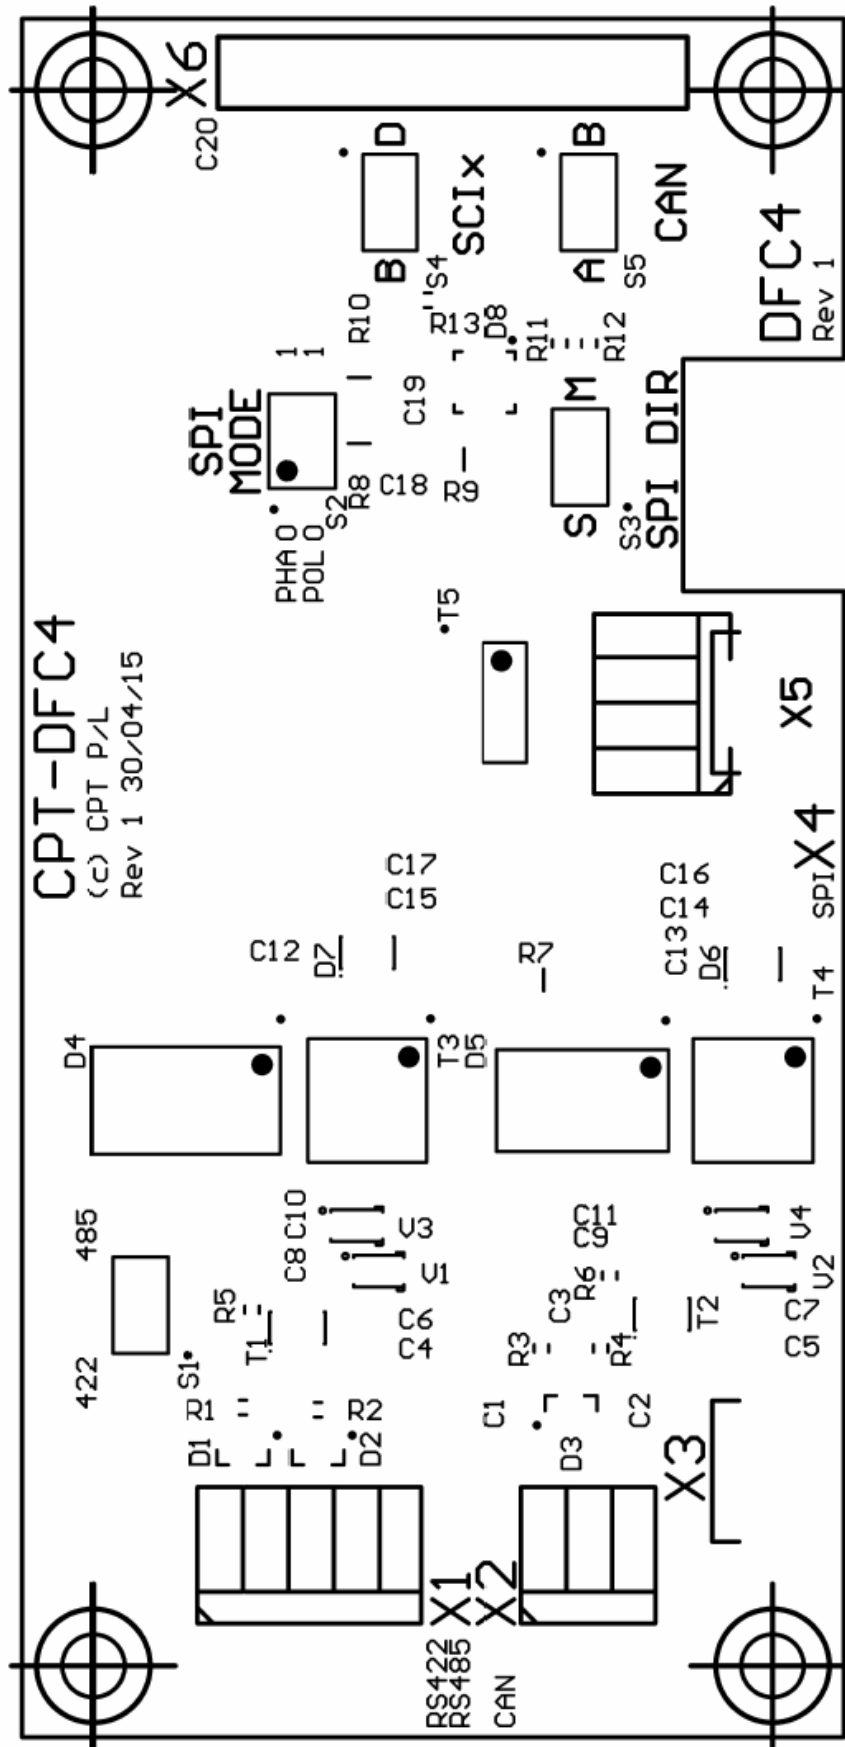 X6
C20
D
B
SCIx
B
A
CAN
S4
S5
DFC4
Rev 1
R10
R13
D8
R11
R12
1
1
SPI
MODE
C19
M
S
SPI DIR
S3
S2
R8
C18
R9
PHA 0
POL 0
T5
CPT-DFC4
(c) CPT P/L
Rev 1 30/04/15
X5
X4
SPI
C17
C15
C16
C14
C13
C12
D7
R7
D6
T4
D4
T3
D5
485
422
S1
C10
C8
V3
V1
C11
C9
R6
V4
V2
R5
T1
C6
C4
C3
R3
R4
T2
C7
C5
R1
R2
C1
C2
D1
D2
D3
X3
X1
X2
RS422
RS485
CAN